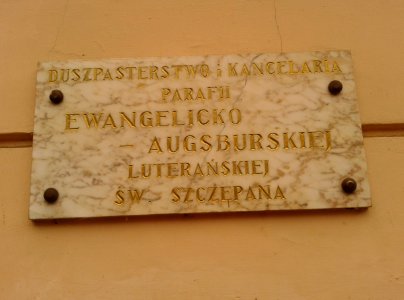 DUSZPASTERSTWO i KANCELARIA
PARAFII
EWANGELICKO
– AUGSBURSKIEJ
LUTERAŃSKIEJ
ŚW. SZCZEPANA